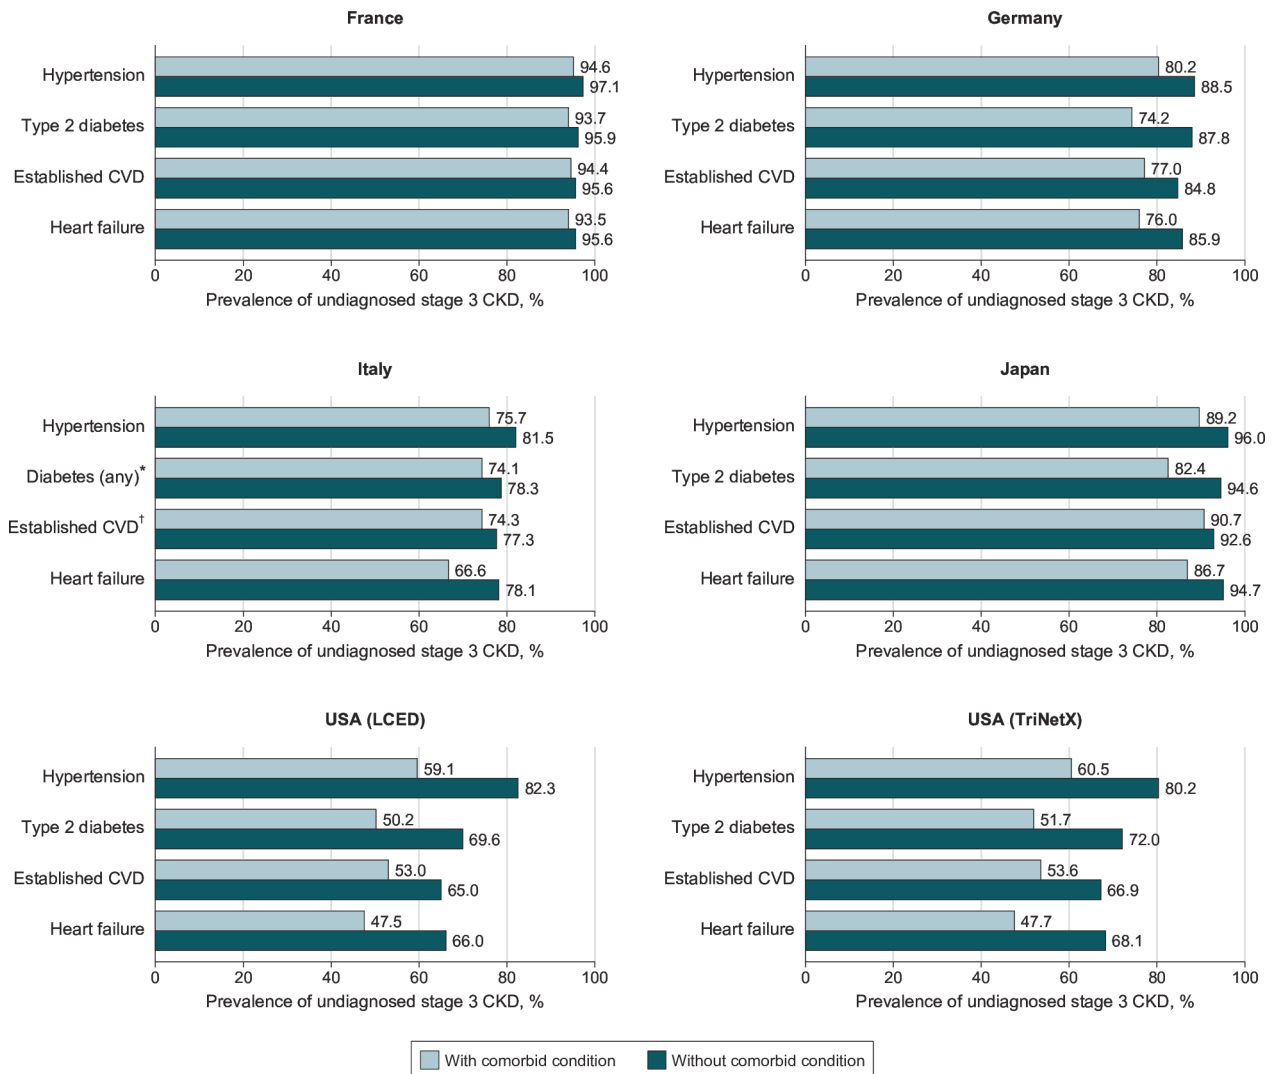 France
Hypertension 94.6
97.1
Type 2 diabetes 93.7
95.9
Established CVD 94.4
95.6
Heart failure 93.5
95.6
0 20 40 60 80 100
Prevalence of undiagnosed stage 3 CKD, %
Germany
Hypertension 80.2
88.5
Type 2 diabetes 74.2
87.8
Established CVD 77.0
84.8
Heart failure 76.0
85.9
0 20 40 60 80 100
Prevalence of undiagnosed stage 3 CKD, %
Italy
Hypertension 75.7
81.5
Diabetes (any)* 74.1
78.3
Established CVD† 74.3
77.3
Heart failure 66.6
78.1
0 20 40 60 80 100
Prevalence of undiagnosed stage 3 CKD, %
Japan
Hypertension 89.2
96.0
Type 2 diabetes 82.4
94.6
Established CVD 90.7
92.6
Heart failure 86.7
94.7
0 20 40 60 80 100
Prevalence of undiagnosed stage 3 CKD, %
USA (LCED)
Hypertension 59.1
82.3
Type 2 diabetes 50.2
69.6
Established CVD 53.0
65.0
Heart failure 47.5
66.0
0 20 40 60 80 100
Prevalence of undiagnosed stage 3 CKD, %
USA (TriNetX)
Hypertension 60.5
80.2
Type 2 diabetes 51.7
72.0
Established CVD 53.6
66.9
Heart failure 47.7
68.1
0 20 40 60 80 100
Prevalence of undiagnosed stage 3 CKD, %
With comorbid condition Without comorbid condition